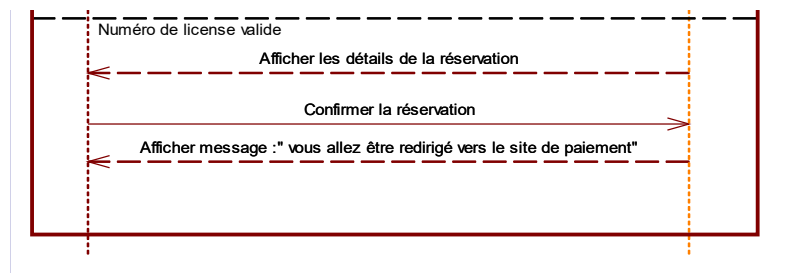 Numéro de license valide
Afficher les détails de la réservation
Confirmer la réservation
Afficher message :" vous allez être redirigé vers le site de paiement"